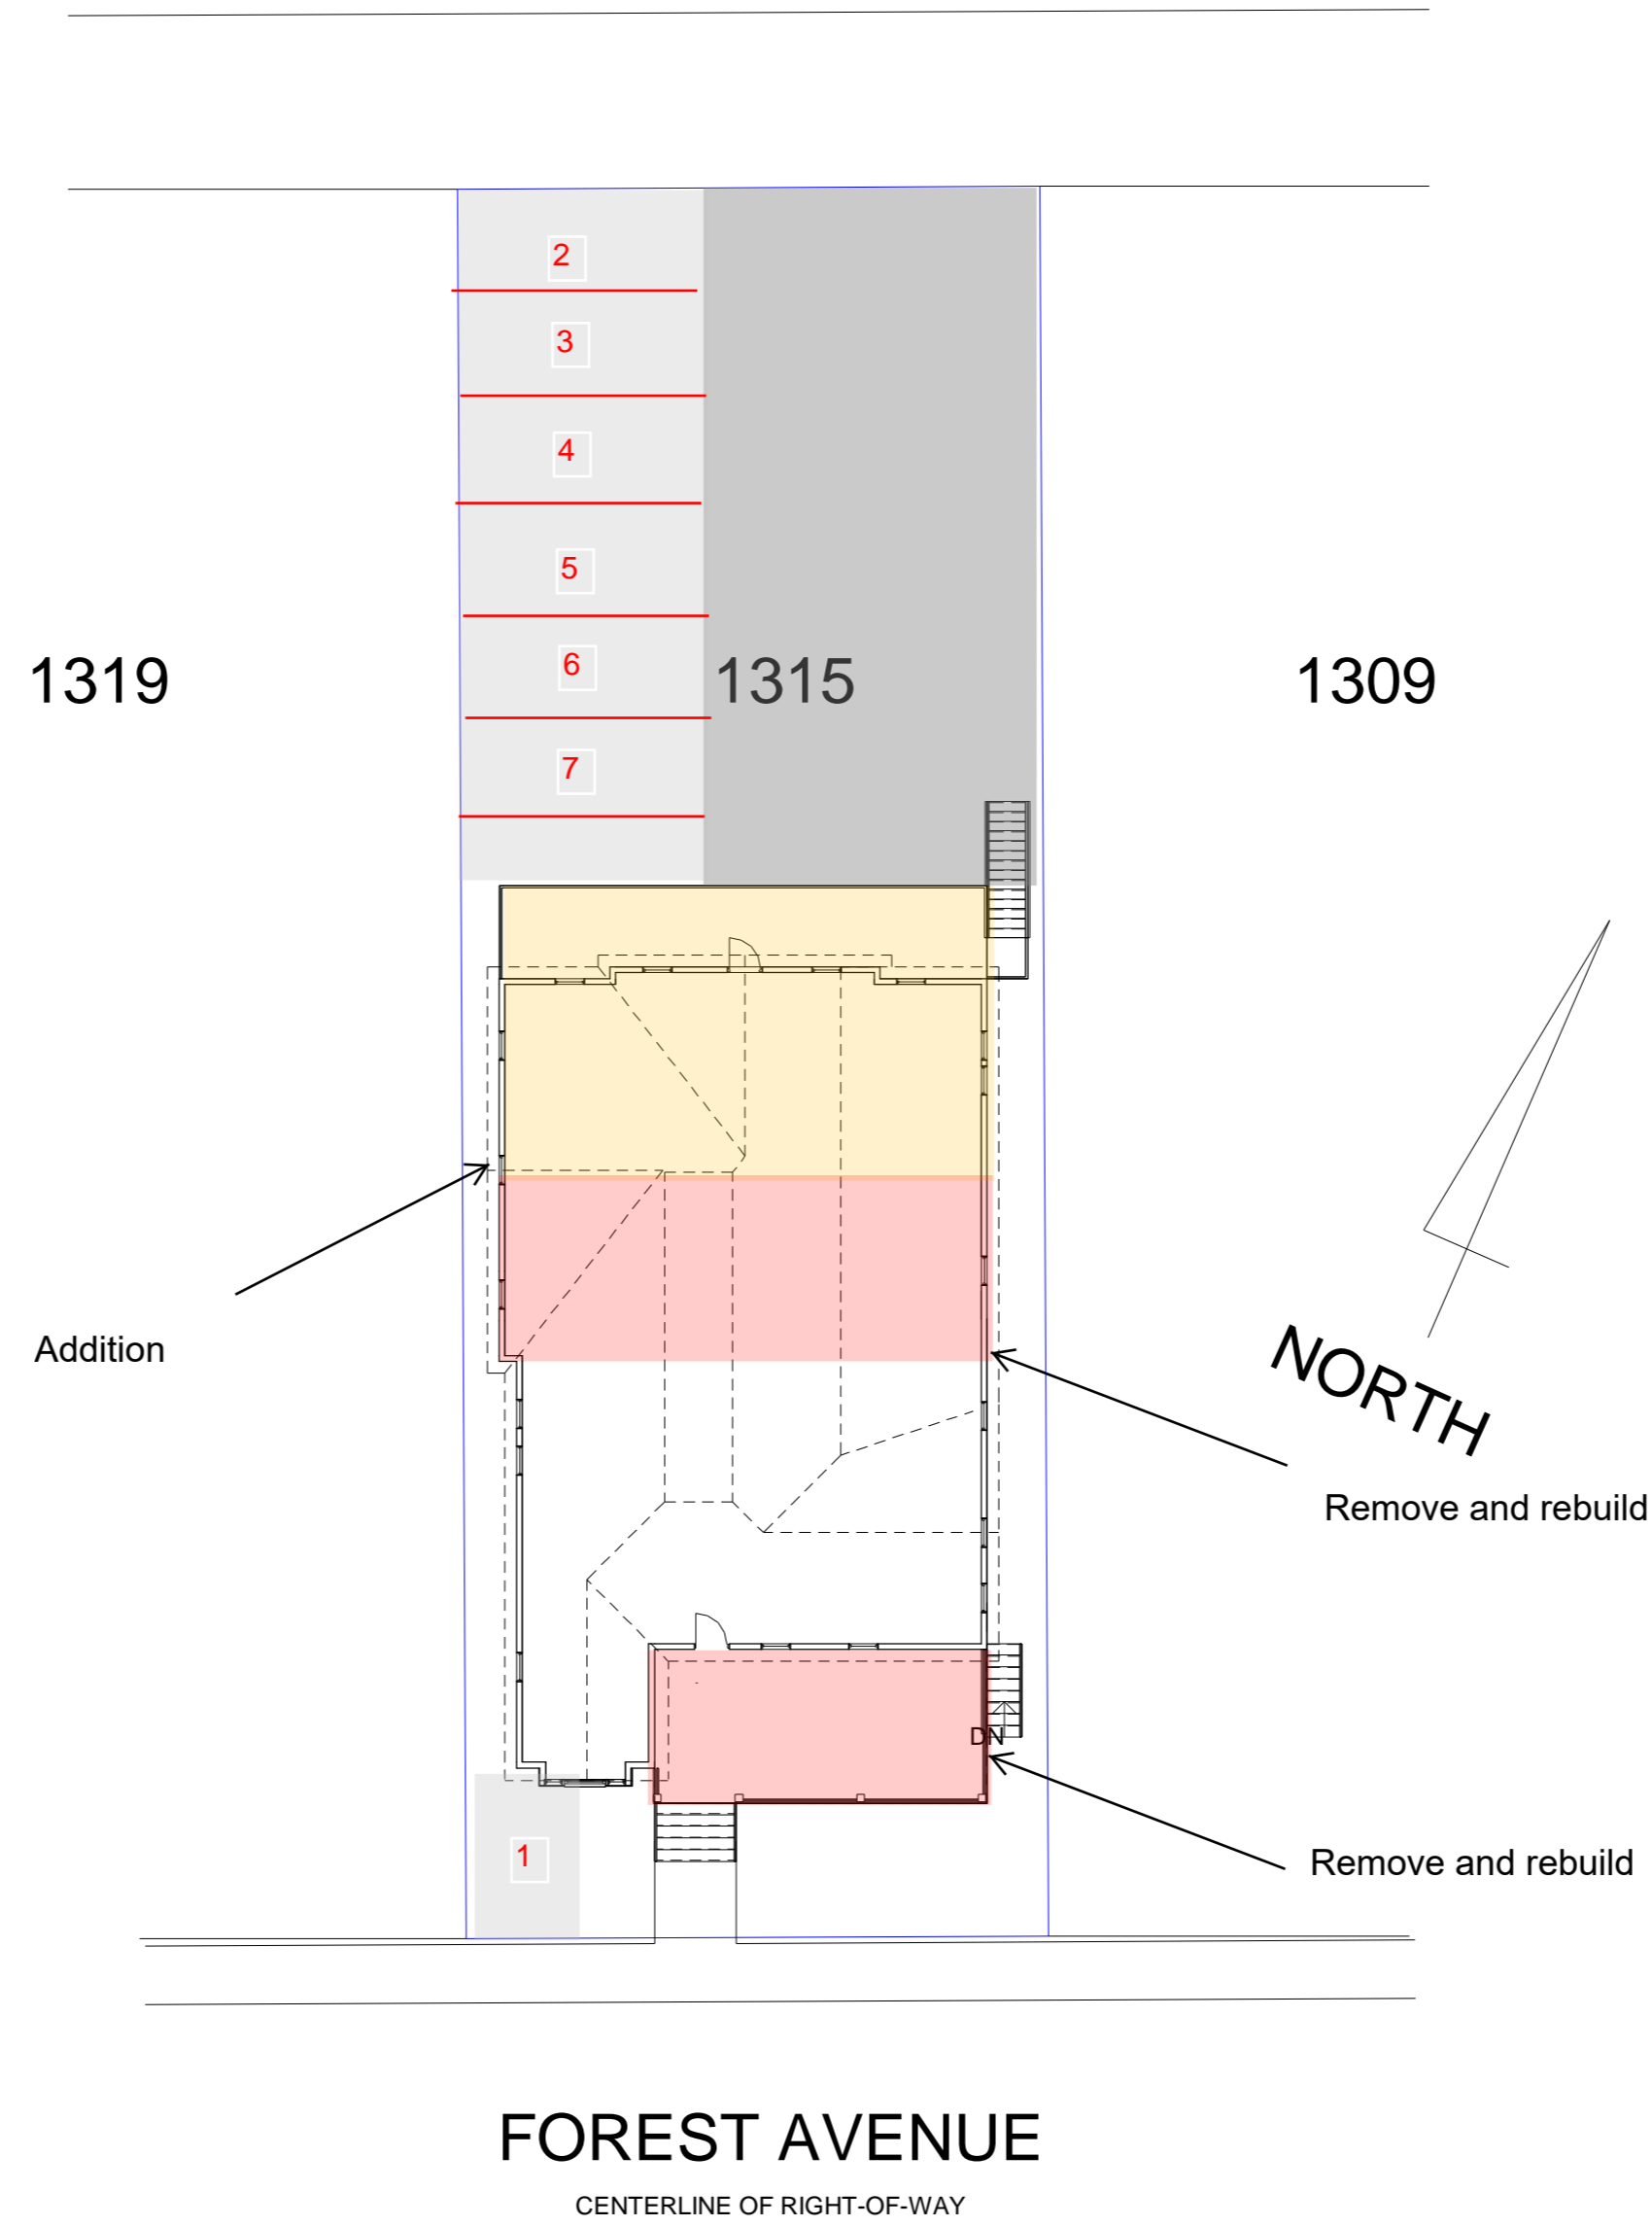 2
3
4
5
6
7
1319
1315
1309
Addition
NORTH
Remove and rebuild
DN
1
Remove and rebuild
FOREST AVENUE
CENTERLINE OF RIGHT-OF-WAY